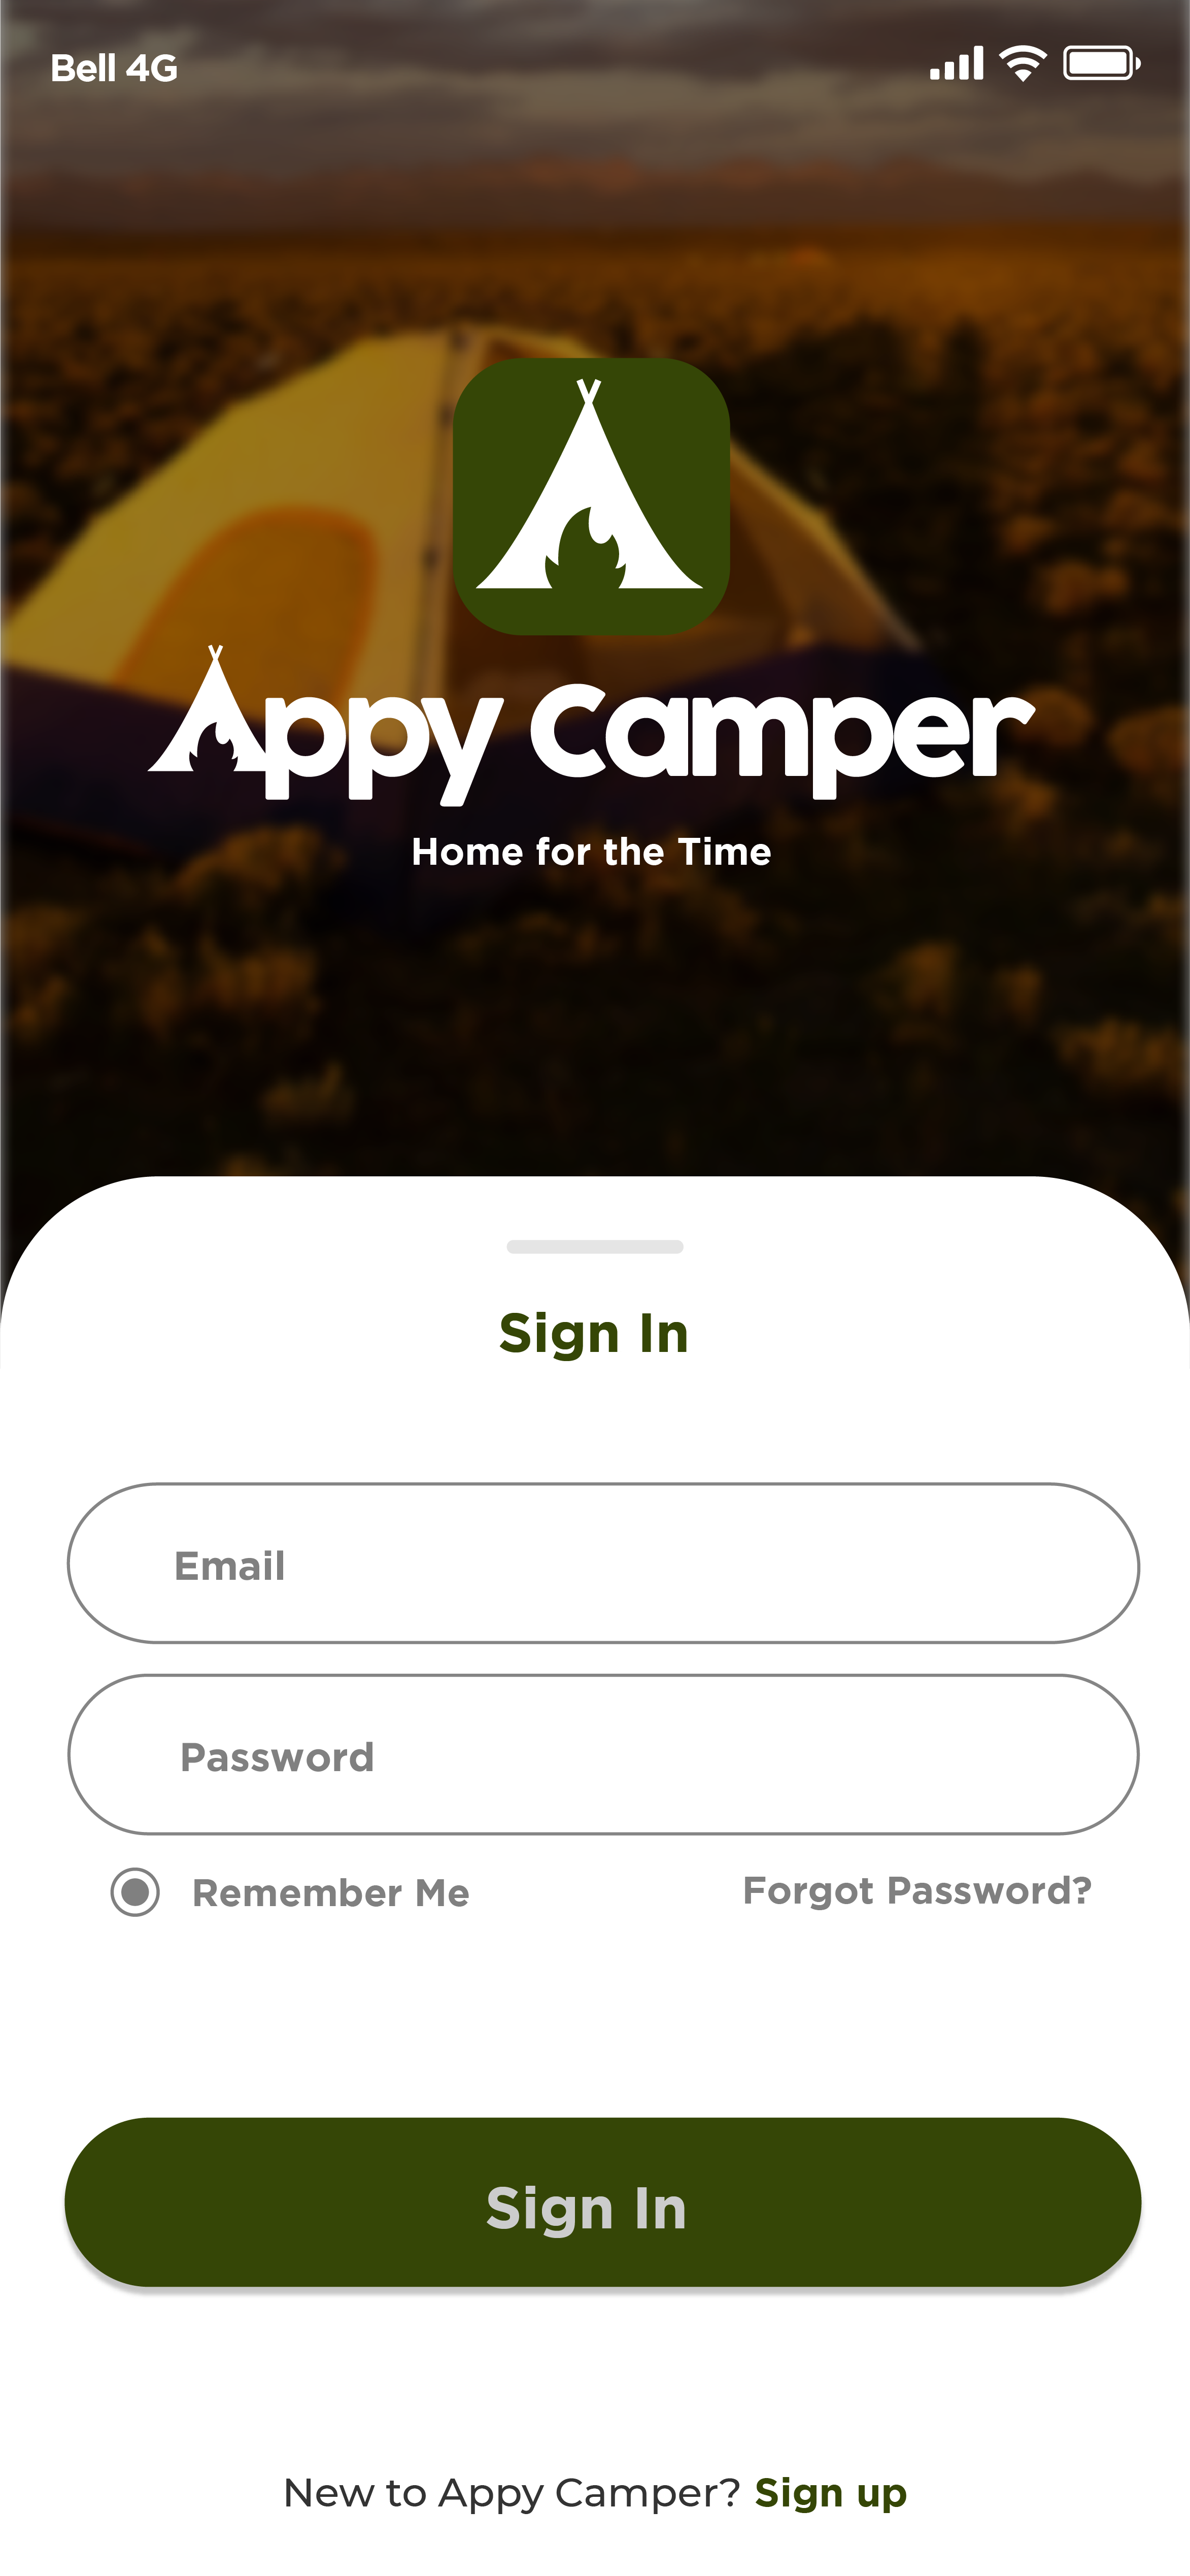 Bell 4G
Appy Camper
Home for the Time
Sign In
Email
Password
Remember Me
Forgot Password?
Sign In
New to Appy Camper? Sign up